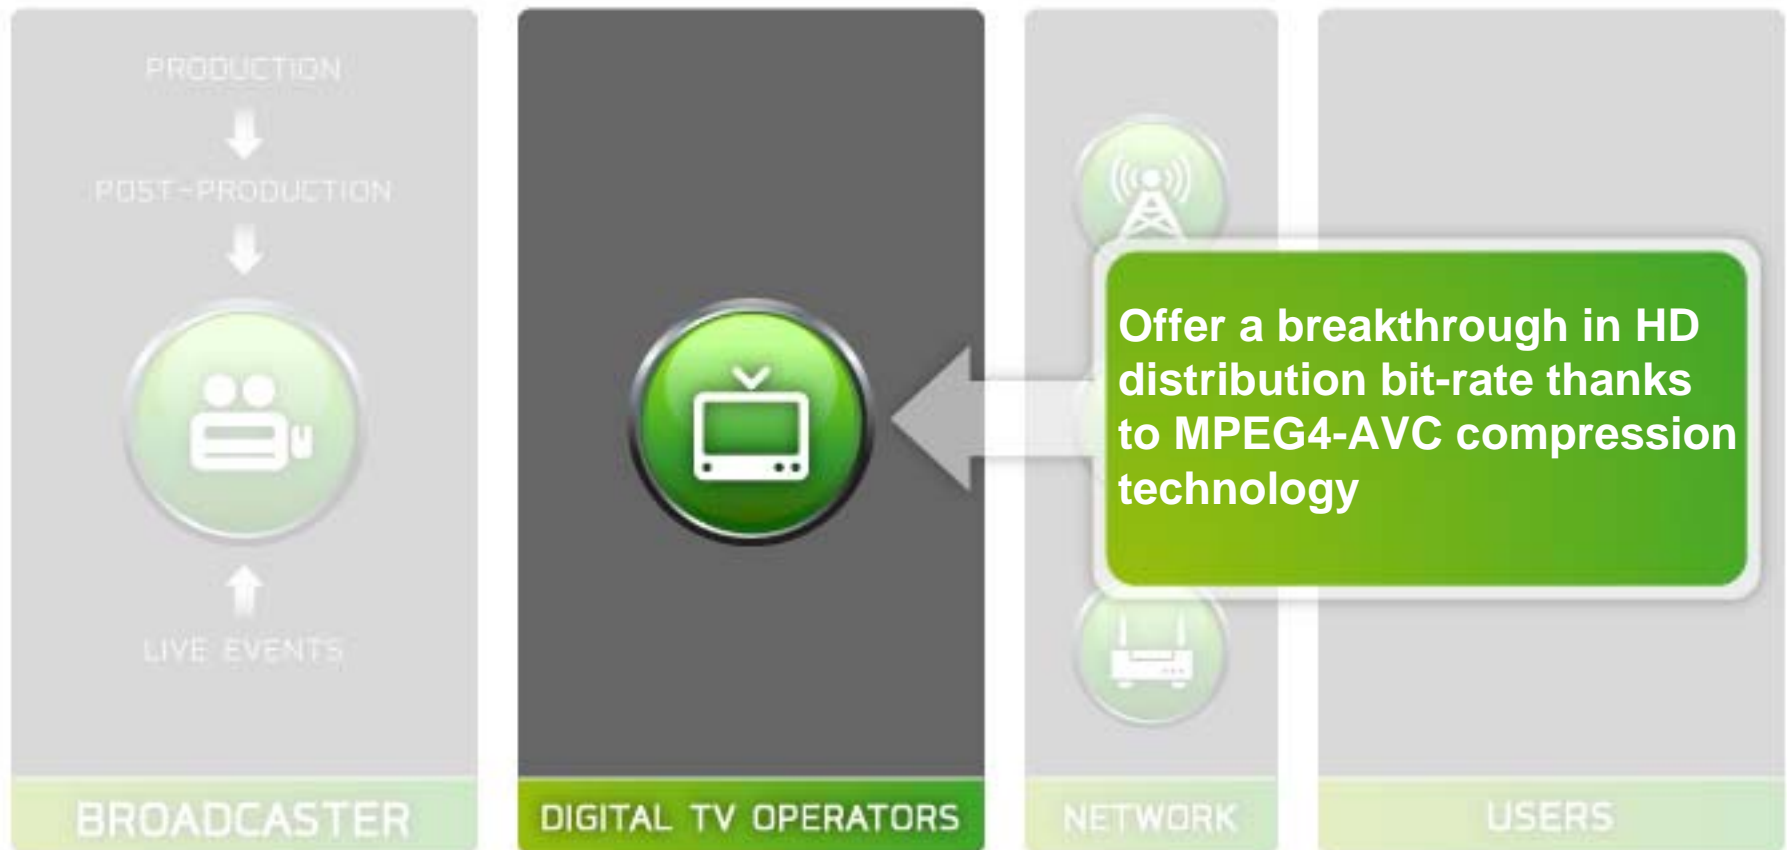 PRODUCTION
POST-PRODUCTION
LIVE EVENTS
BROADCASTER
DIGITAL TV OPERATORS
Offer a breakthrough in HD
distribution bit-rate thanks
to MPEG4-AVC compression
technology
NETWORK
USERS